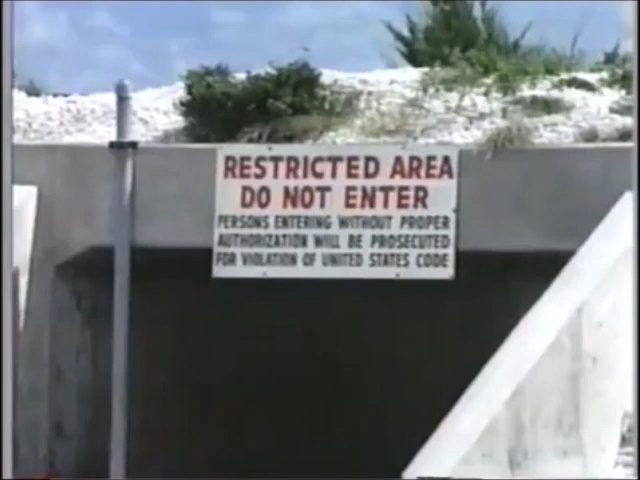 RESTRICTED AREA
DO NOT ENTER
PERSONS ENTERING WITHOUT PROPER
AUTHORIZATION WILL BE PROSECUTED
FOR VIOLATION OF UNITED STATES CODE